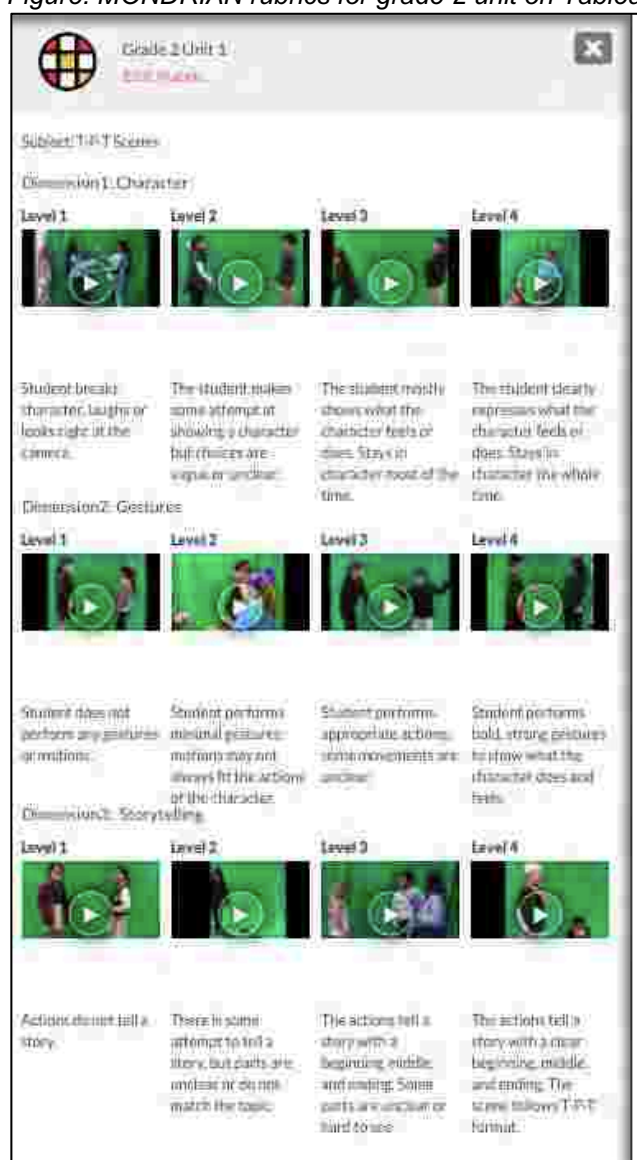 Figure: MONDRIAN rubrics for grade 2 unit on Tableau
Grade 2 Unit 1
Subject: T-P-T Scenes
Dimension1: Character
Level 1 Level 2 Level 3 Level 4
Student breaks character, laughs or looks right at the camera.
The student makes some attempt at showing a character but choices are vague or unclear.
The student mostly shows what the character feels or does. Stays in character most of the time.
The student clearly expresses what the character feels or does. Stays in character the whole time.
Dimension2: Gestures
Level 1 Level 2 Level 3 Level 4
Student does not perform any gestures or motions.
Student performs minimal gestures; motions may not always fit the actions of the character.
Student performs appropriate actions; some movements are unclear.
Student performs bold, strong gestures to show what the character does and feels.
Dimension3: Storytelling
Level 1 Level 2 Level 3 Level 4
Actions do not tell a story.
There is some attempt to tell a story, but parts are unclear or do not match the topic.
The actions tell a story with a beginning, middle, and ending. Some parts are unclear or hard to see.
The actions tell a story with a clear beginning, middle, and ending. The scene follows T-P-T format.